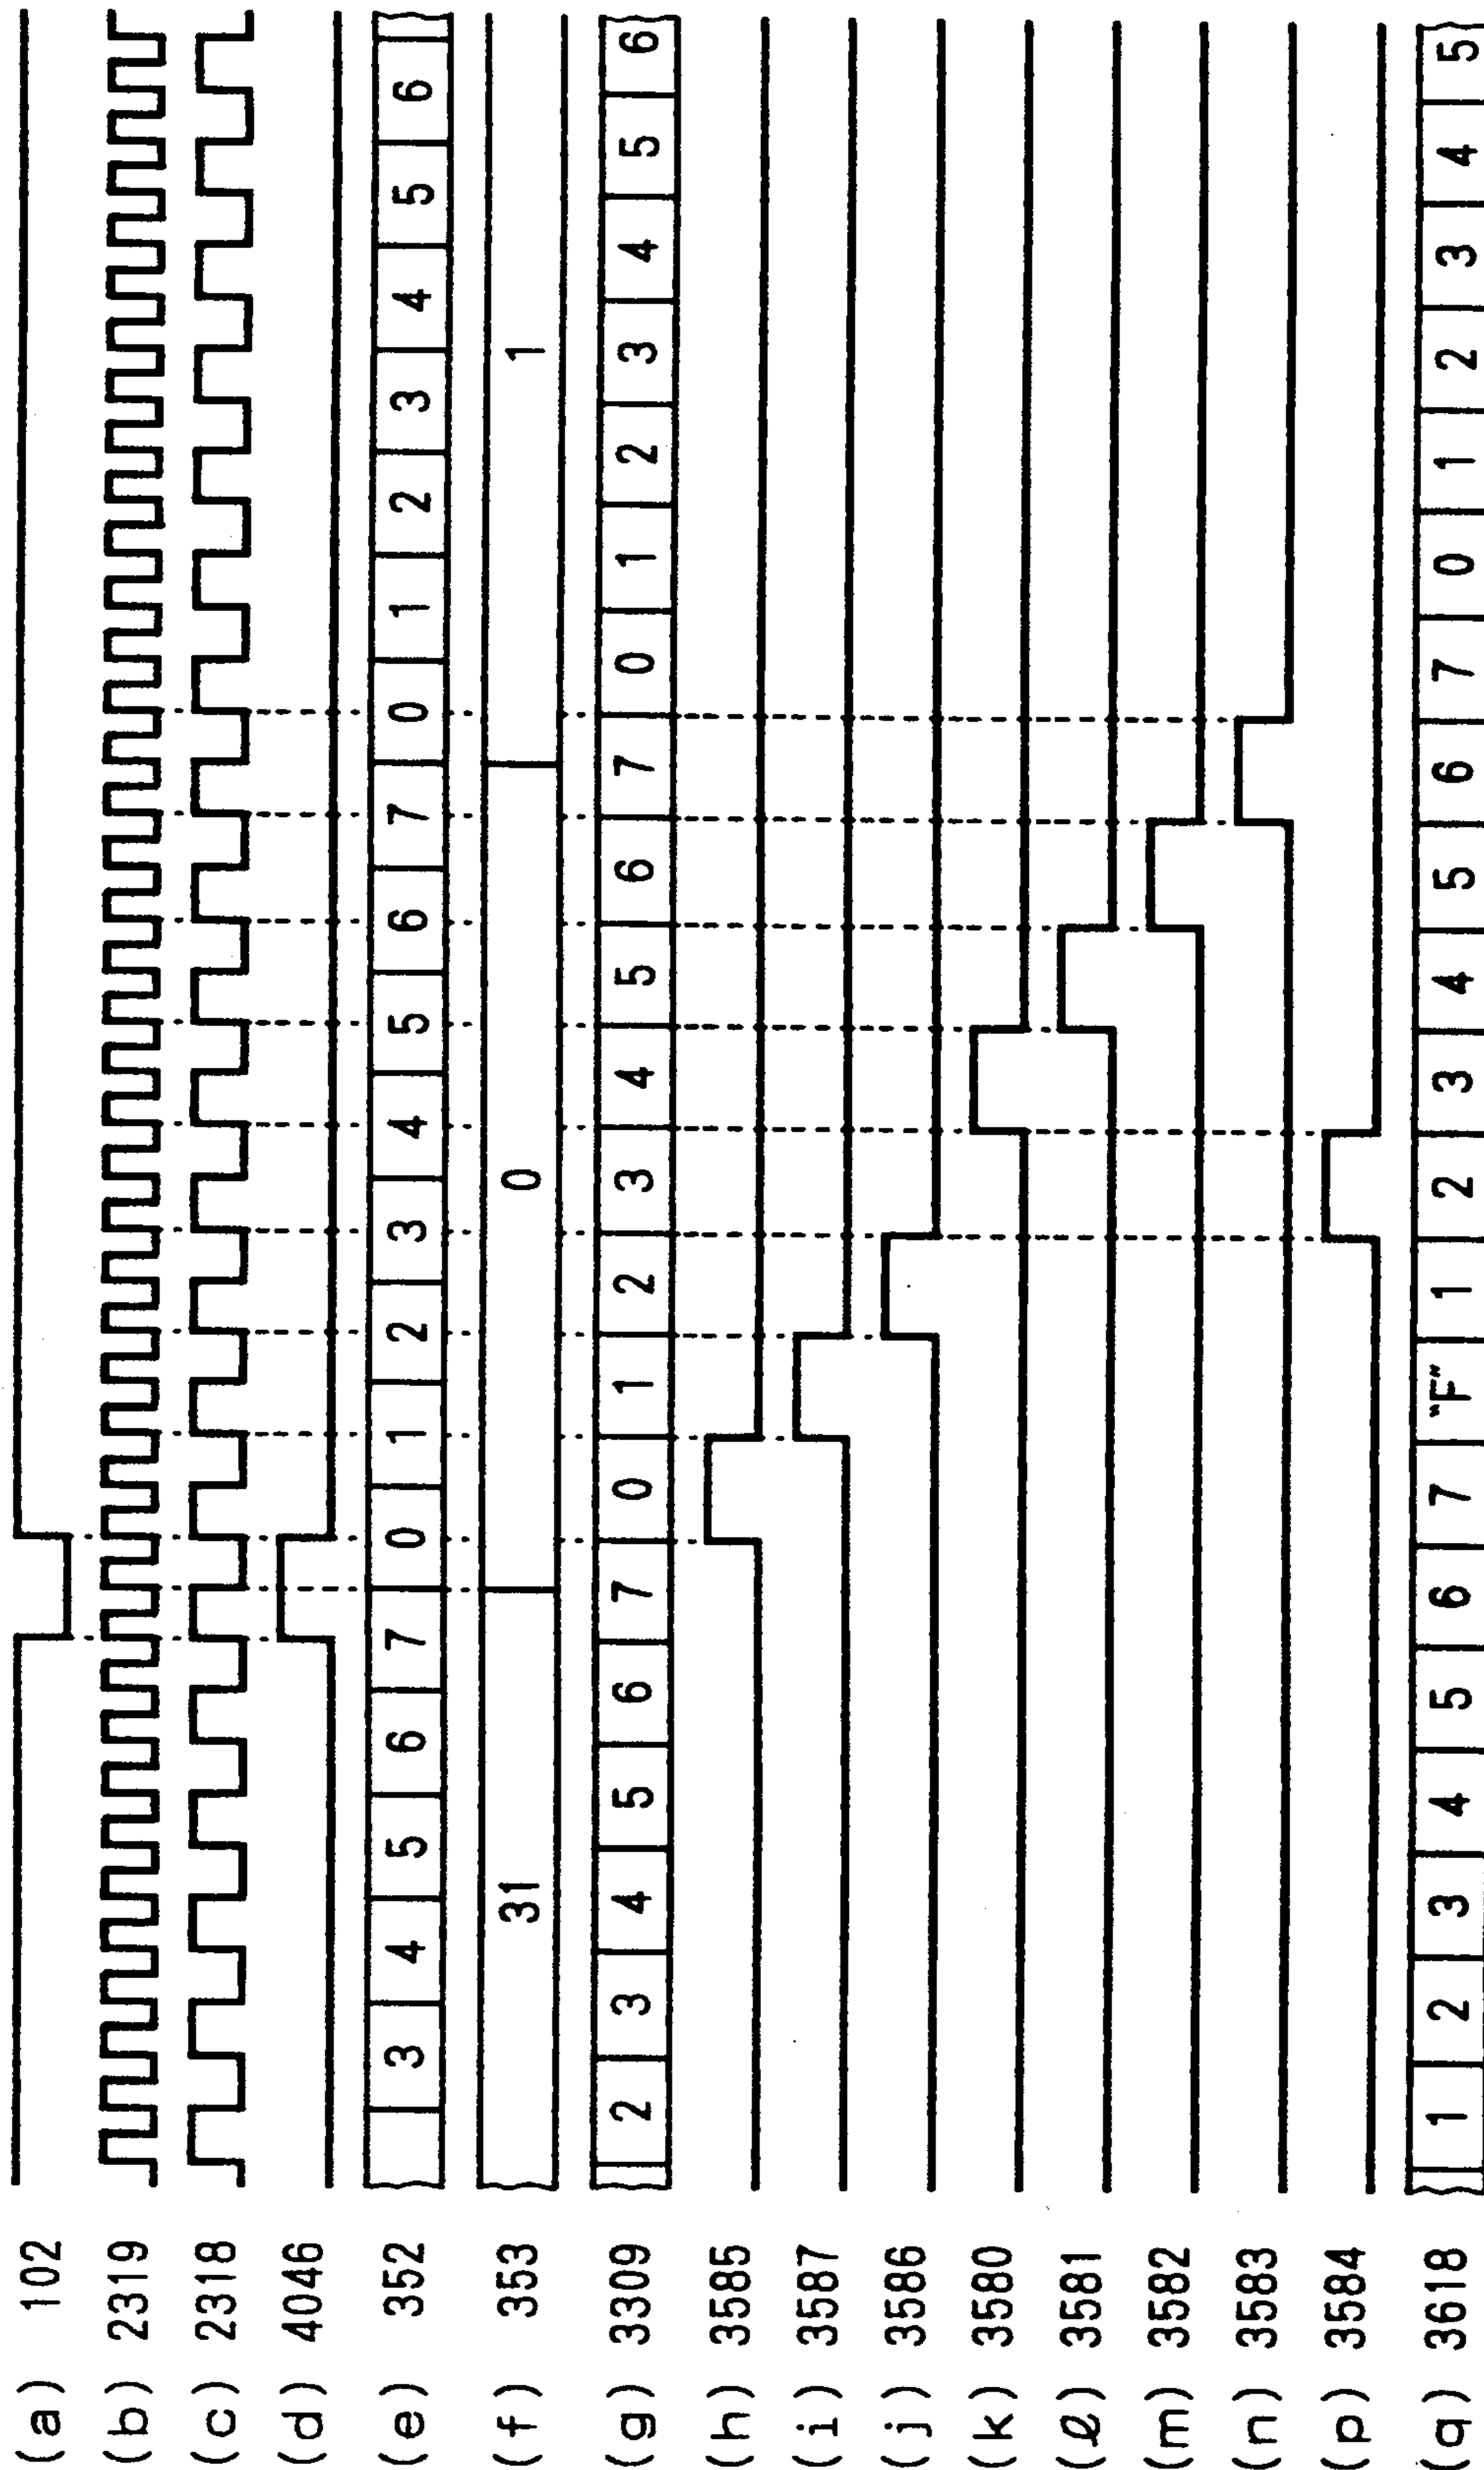 (a) 102
(b) 2319
(c) 2318
(d) 4046
(e) 352 3 4 5 6 7 0 1 2 3 4 5 6 7 0 1 2 3 4 5 6
(f) 353 31 0 1
(g) 3309 2 3 4 5 6 7 0 1 2 3 4 5 6 7 0 1 2 3 4 5 6
(h) 3585
(i) 3587
(j) 3586
(k) 3580
(ℓ) 3581
(m) 3582
(n) 3583
(p) 3584
(q) 3618 1 2 3 4 5 6 7 "F" 1 2 3 4 5 6 7 0 1 2 3 4 5